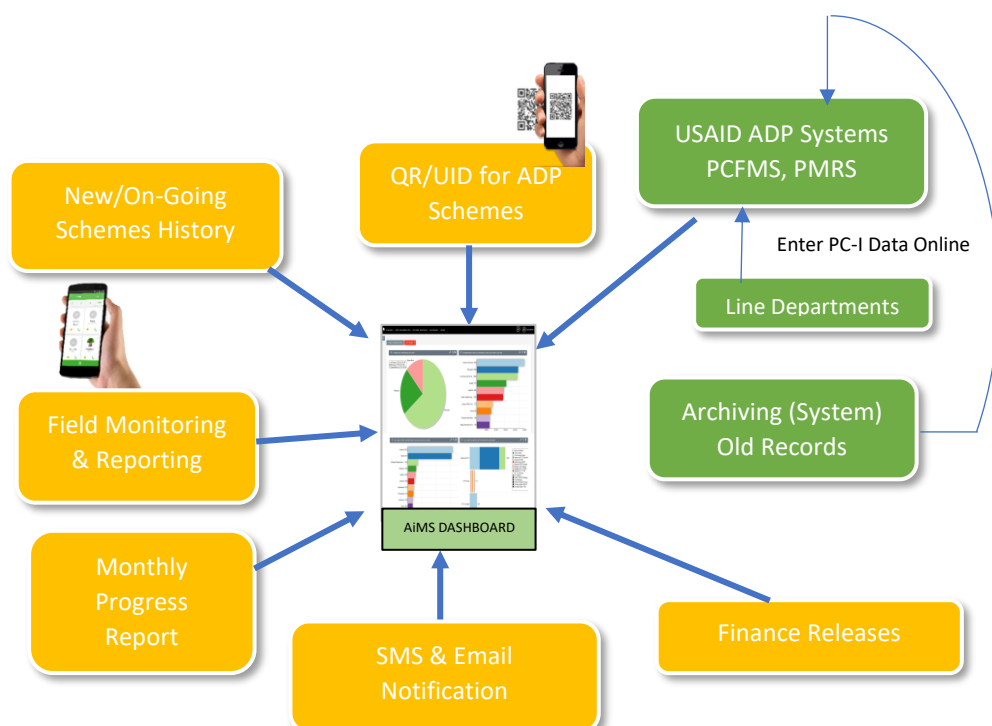 QR/UID for ADP
Schemes
USAID ADP Systems
PCFMS, PMRS
New/On-Going
Schemes History
Enter PC-I Data Online
Line Departments
Field Monitoring
& Reporting
Archiving (System)
Old Records
AiMS DASHBOARD
Monthly
Progress
Report
SMS & Email
Notification
Finance Releases